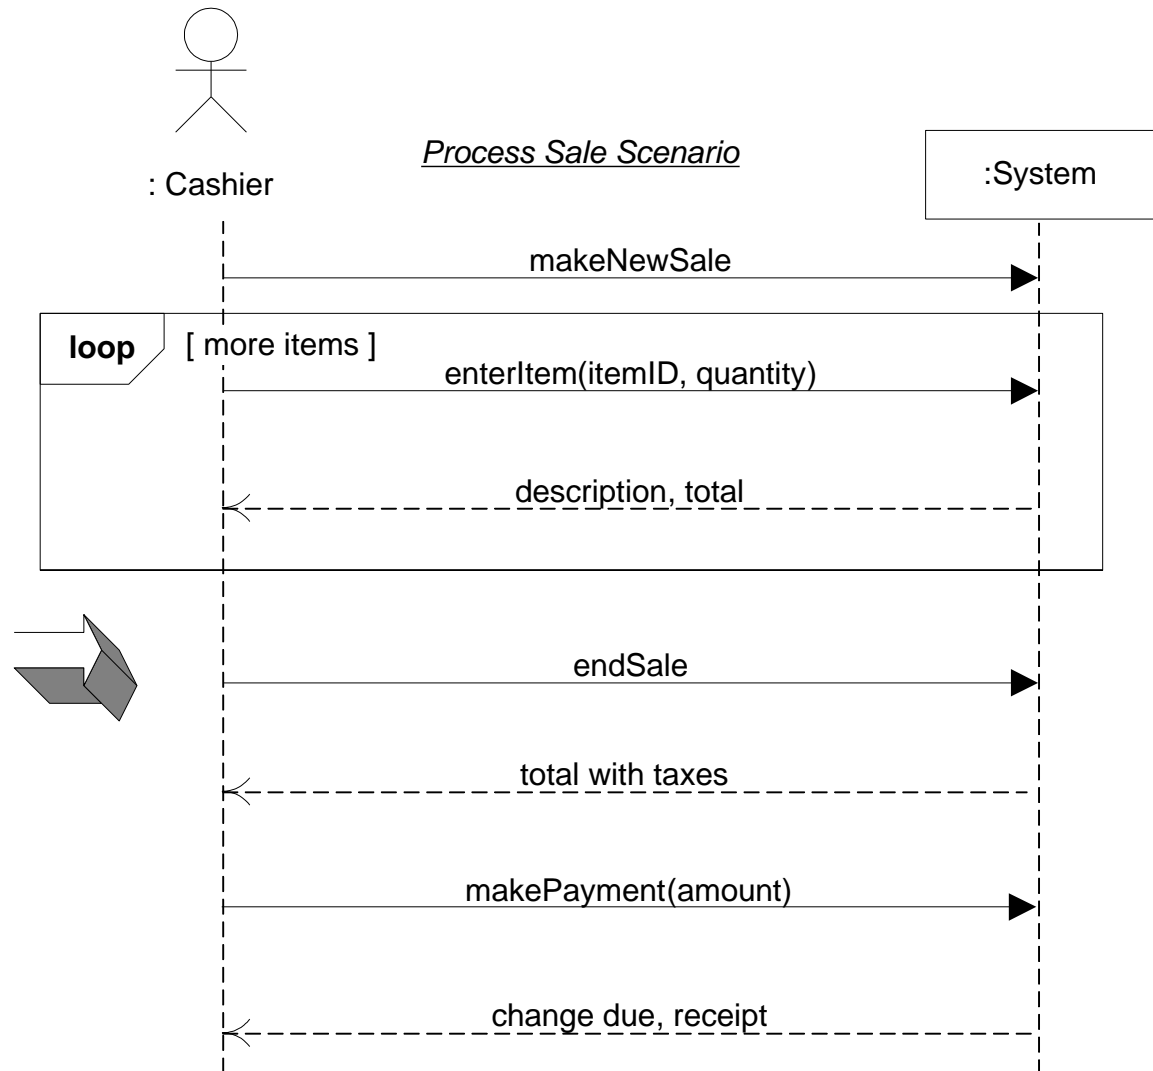 Process Sale Scenario
: Cashier
:System
makeNewSale
loop
[ more items ]
enterItem(itemID, quantity)
description, total
endSale
total with taxes
makePayment(amount)
change due, receipt